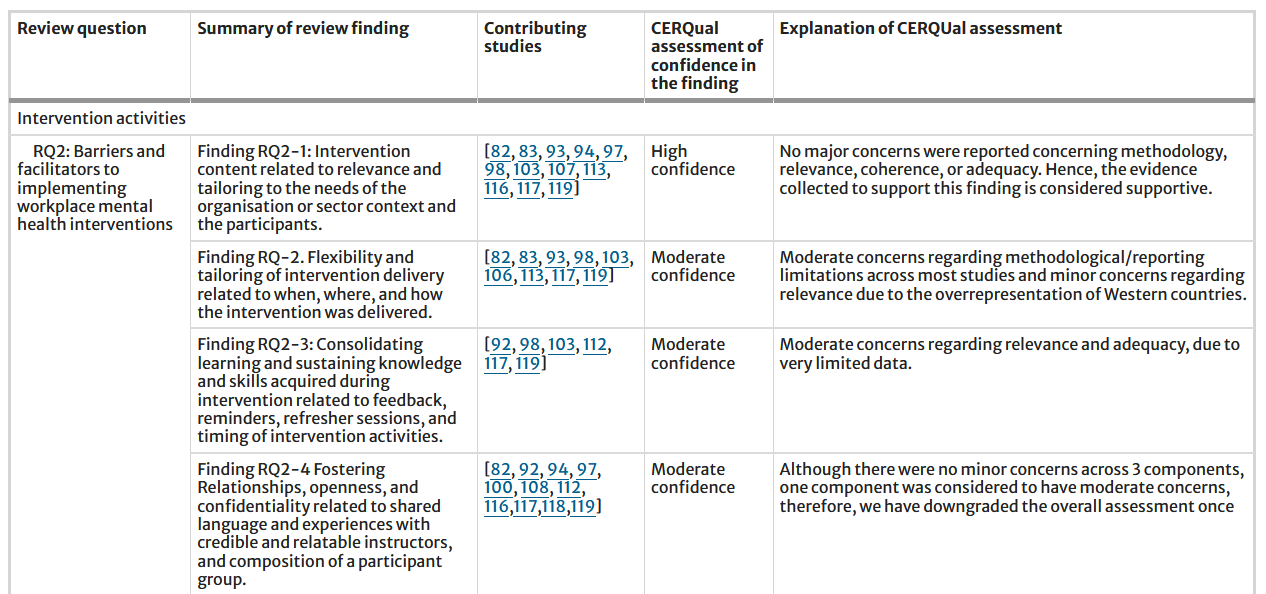 Review question
Summary of review finding
Contributing
studies
CERQual
assessment of
confidence in
the finding
Explanation of CERQUal assessment
Intervention activities
RQ2: Barriers and
facilitators to
implementing
workplace mental
health interventions
Finding RQ2-1: Intervention
content related to relevance and
tailoring to the needs of the
organisation or sector context and
the participants.
[82, 83, 93, 94, 97,
98, 103, 107, 113,
116, 117, 119]
High
confidence
No major concerns were reported concerning methodology,
relevance, coherence, or adequacy. Hence, the evidence
collected to support this finding is considered supportive.
Finding RQ-2. Flexibility and
tailoring of intervention delivery
related to when, where, and how
the intervention was delivered.
[82, 83, 93, 98, 103,
106, 113, 117, 119]
Moderate
confidence
Moderate concerns regarding methodological/reporting
limitations across most studies and minor concerns regarding
relevance due to the overrepresentation of Western countries.
Finding RQ2-3: Consolidating
learning and sustaining knowledge
and skills acquired during
intervention related to feedback,
reminders, refresher sessions, and
timing of intervention activities.
[92, 98, 103, 112,
117, 119]
Moderate
confidence
Moderate concerns regarding relevance and adequacy, due to
very limited data.
Finding RQ2-4 Fostering
Relationships, openness, and
confidentiality related to shared
language and experiences with
credible and relatable instructors,
and composition of a participant
group.
[82, 92, 94, 97,
100, 108, 112,
116,117,118,119]
Moderate
confidence
Although there were no minor concerns across 3 components,
one component was considered to have moderate concerns,
therefore, we have downgraded the overall assessment once